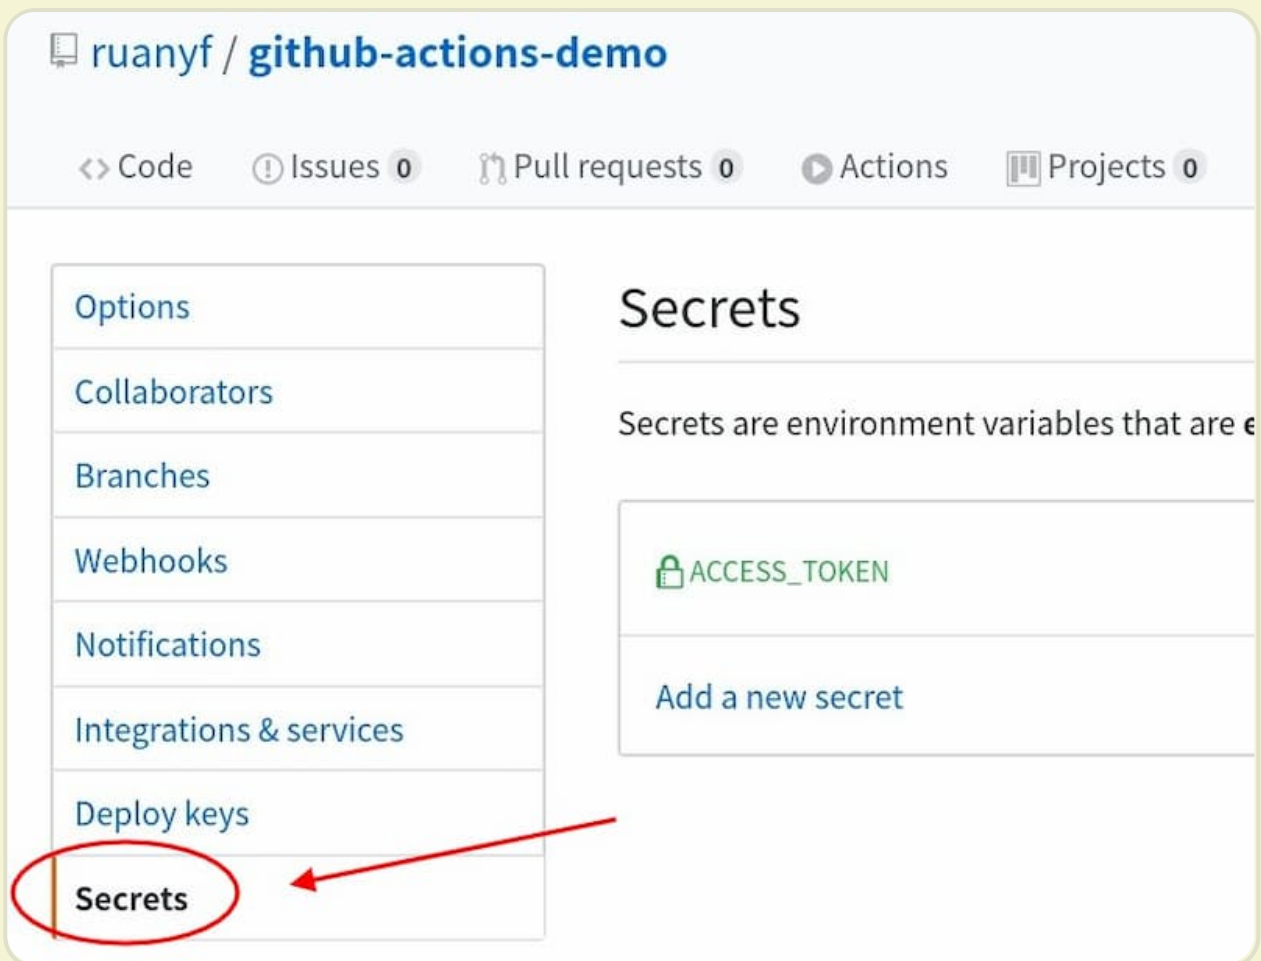 ruanyf / github-actions-demo
Code Issues 0 Pull requests 0 Actions Projects 0
Options
Collaborators
Branches
Webhooks
Notifications
Integrations & services
Deploy keys
Secrets
Secrets
Secrets are environment variables that are
ACCESS_TOKEN
Add a new secret